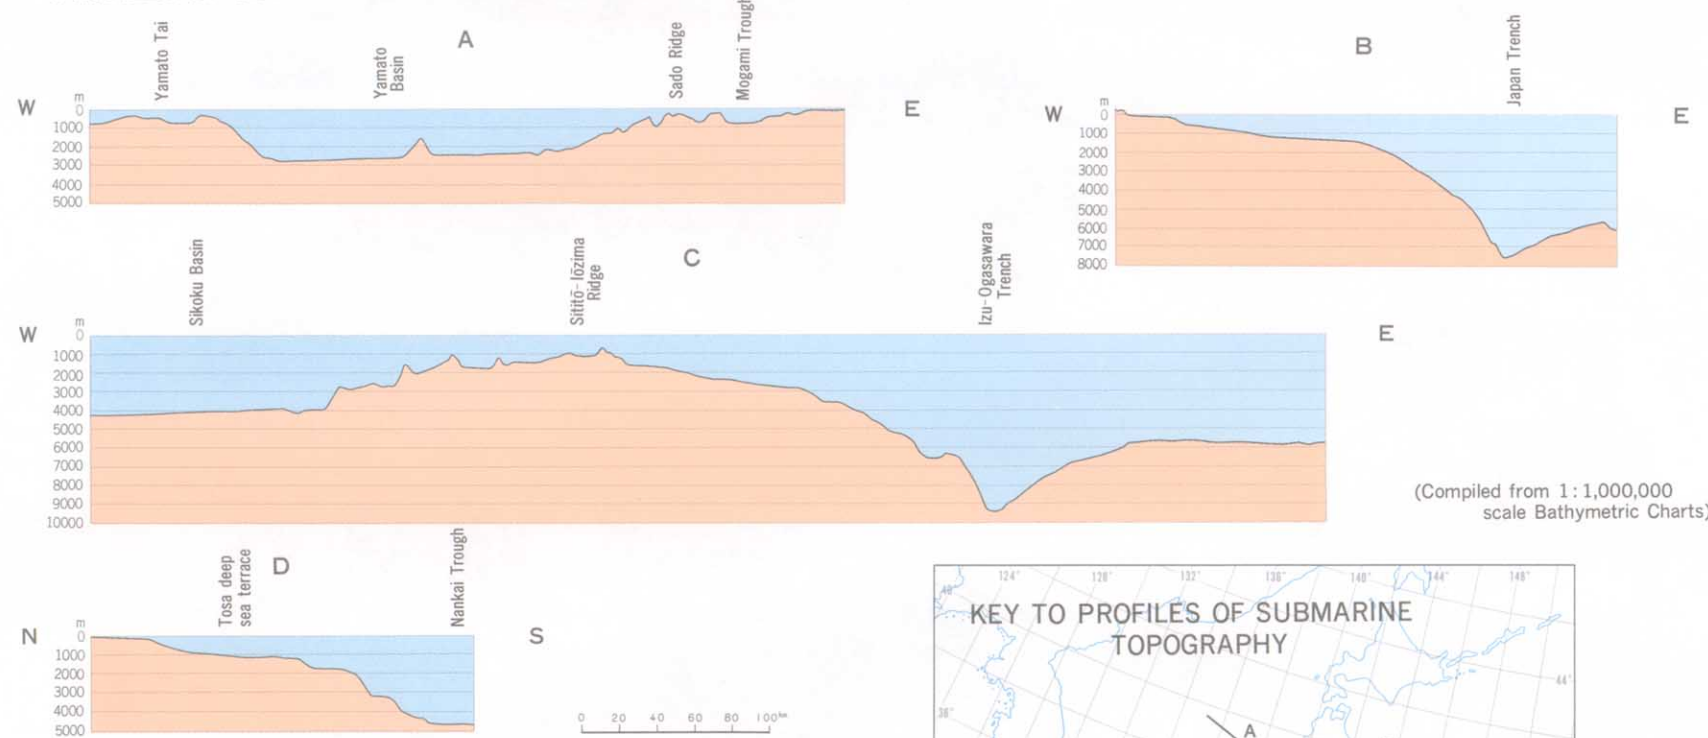 Yamato Tai
Yamato
Basin
A
Sado Ridge
Mogami Trough
W
E
m
0
1000
2000
3000
4000
5000
B
Japan Trench
W
E
m
0
1000
2000
3000
4000
5000
6000
7000
8000
Sikoku Basin
Sititō-Iōzima
Ridge
C
Izu-Ogasawara
Trench
W
E
m
0
1000
2000
3000
4000
5000
6000
7000
8000
9000
10000
(Compiled from 1:1,000,000
scale Bathymetric Charts)
Tosa deep
sea terrace
D
Nankai Trough
N
S
m
0
1000
2000
3000
4000
5000
0 20 40 60 80 100km
124° 128° 132° 136° 140° 144° 148°
40°
KEY TO PROFILES OF SUBMARINE
TOPOGRAPHY
44°
36°
A